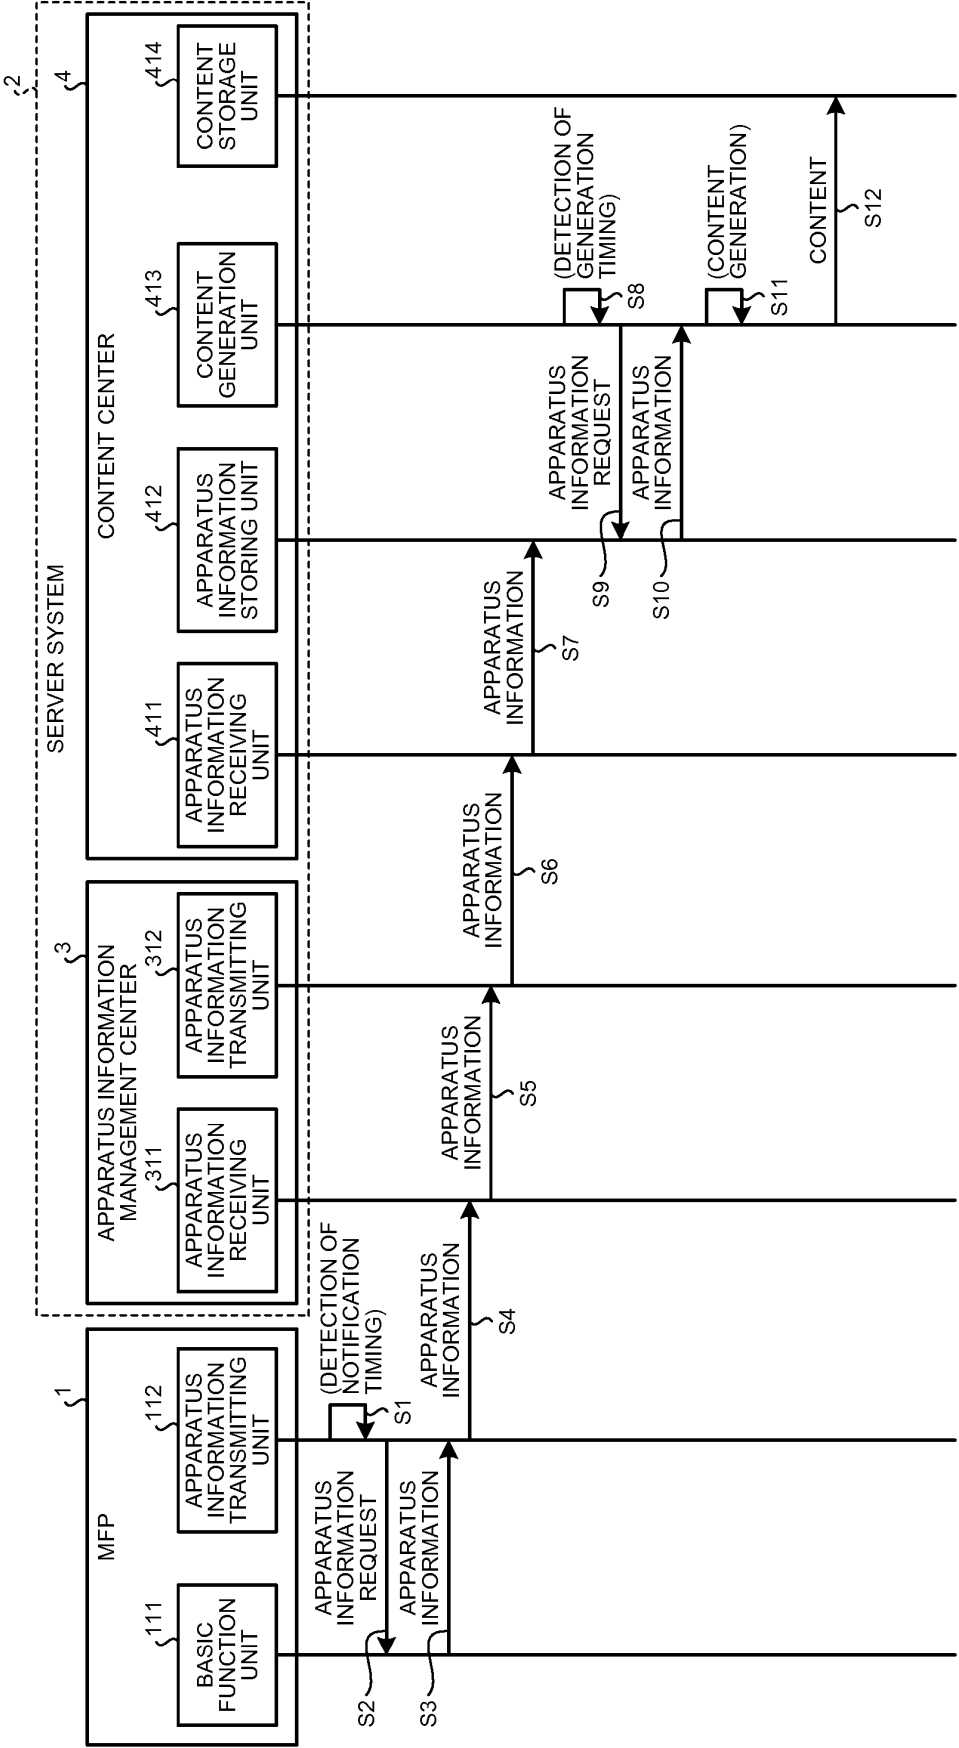 SERVER SYSTEM
2
MFP
1
APPARATUS INFORMATION
MANAGEMENT CENTER
3
CONTENT CENTER
4
111
BASIC
FUNCTION
UNIT
112
APPARATUS
INFORMATION
TRANSMITTING
UNIT
311
APPARATUS
INFORMATION
RECEIVING
UNIT
312
APPARATUS
INFORMATION
TRANSMITTING
UNIT
411
APPARATUS
INFORMATION
RECEIVING
UNIT
412
APPARATUS
INFORMATION
STORING UNIT
413
CONTENT
GENERATION
UNIT
414
CONTENT
STORAGE
UNIT
(DETECTION OF
NOTIFICATION
TIMING)
S1
APPARATUS
INFORMATION
REQUEST
S2
APPARATUS
INFORMATION
S3
APPARATUS
INFORMATION
S4
APPARATUS
INFORMATION
S5
APPARATUS
INFORMATION
S6
APPARATUS
INFORMATION
S7
(DETECTION OF
GENERATION
TIMING)
S8
APPARATUS
INFORMATION
REQUEST
S9
APPARATUS
INFORMATION
S10
(CONTENT
GENERATION)
S11
CONTENT
S12